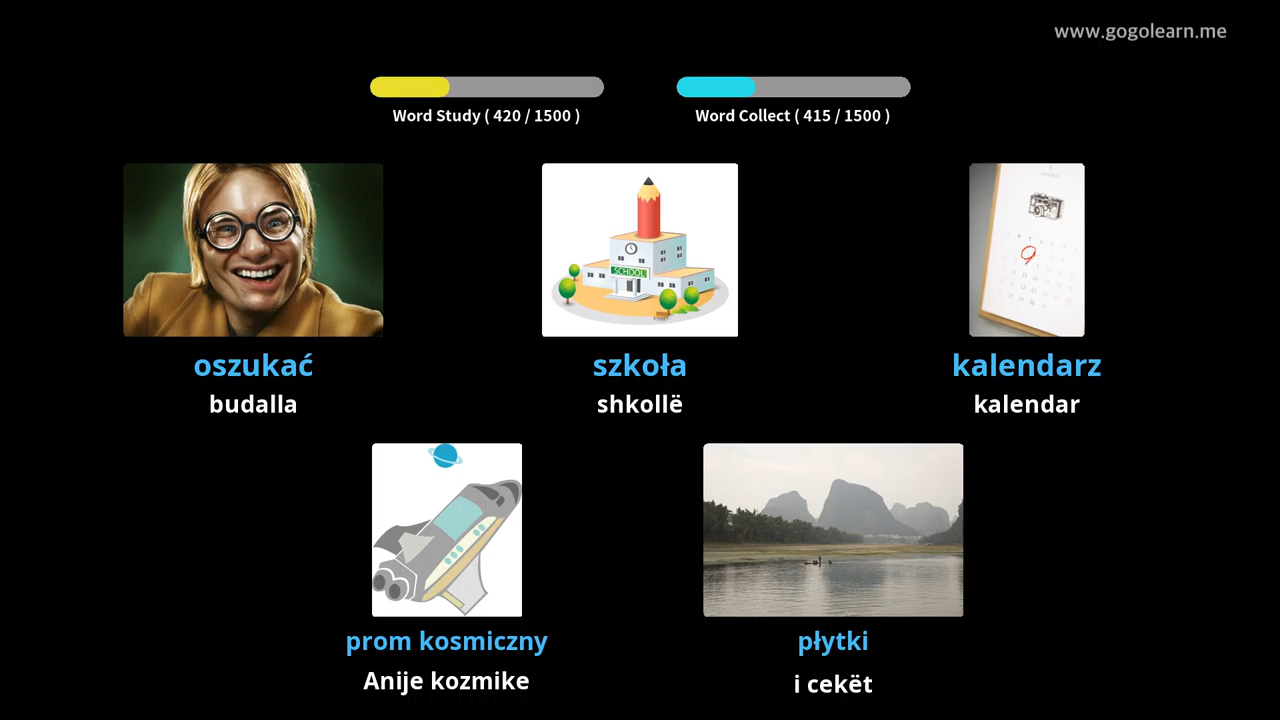 www.gogolearn.me
Word Study ( 420 / 1500 )
Word Collect ( 415 / 1500 )
SCHOOL
oszukać
szkoła
kalendarz
budalla
shkollë
kalendar
prom kosmiczny
płytki
Anije kozmike
i cekët